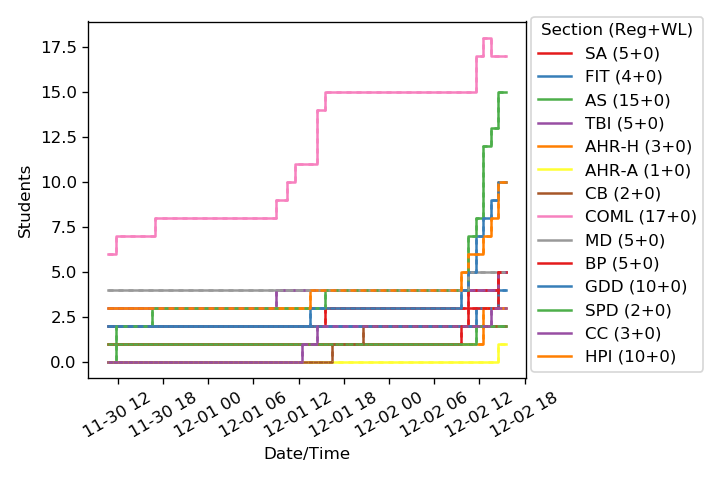 17.5
15.0
12.5
10.0
7.5
5.0
2.5
0.0
Students
11-30 12
11-30 18
12-01 00
12-01 06
12-01 12
12-01 18
12-02 00
12-02 06
12-02 12
12-02 18
Date/Time
Section (Reg+WL)
SA (5+0)
FIT (4+0)
AS (15+0)
TBI (5+0)
AHR-H (3+0)
AHR-A (1+0)
CB (2+0)
COML (17+0)
MD (5+0)
BP (5+0)
GDD (10+0)
SPD (2+0)
CC (3+0)
HPI (10+0)